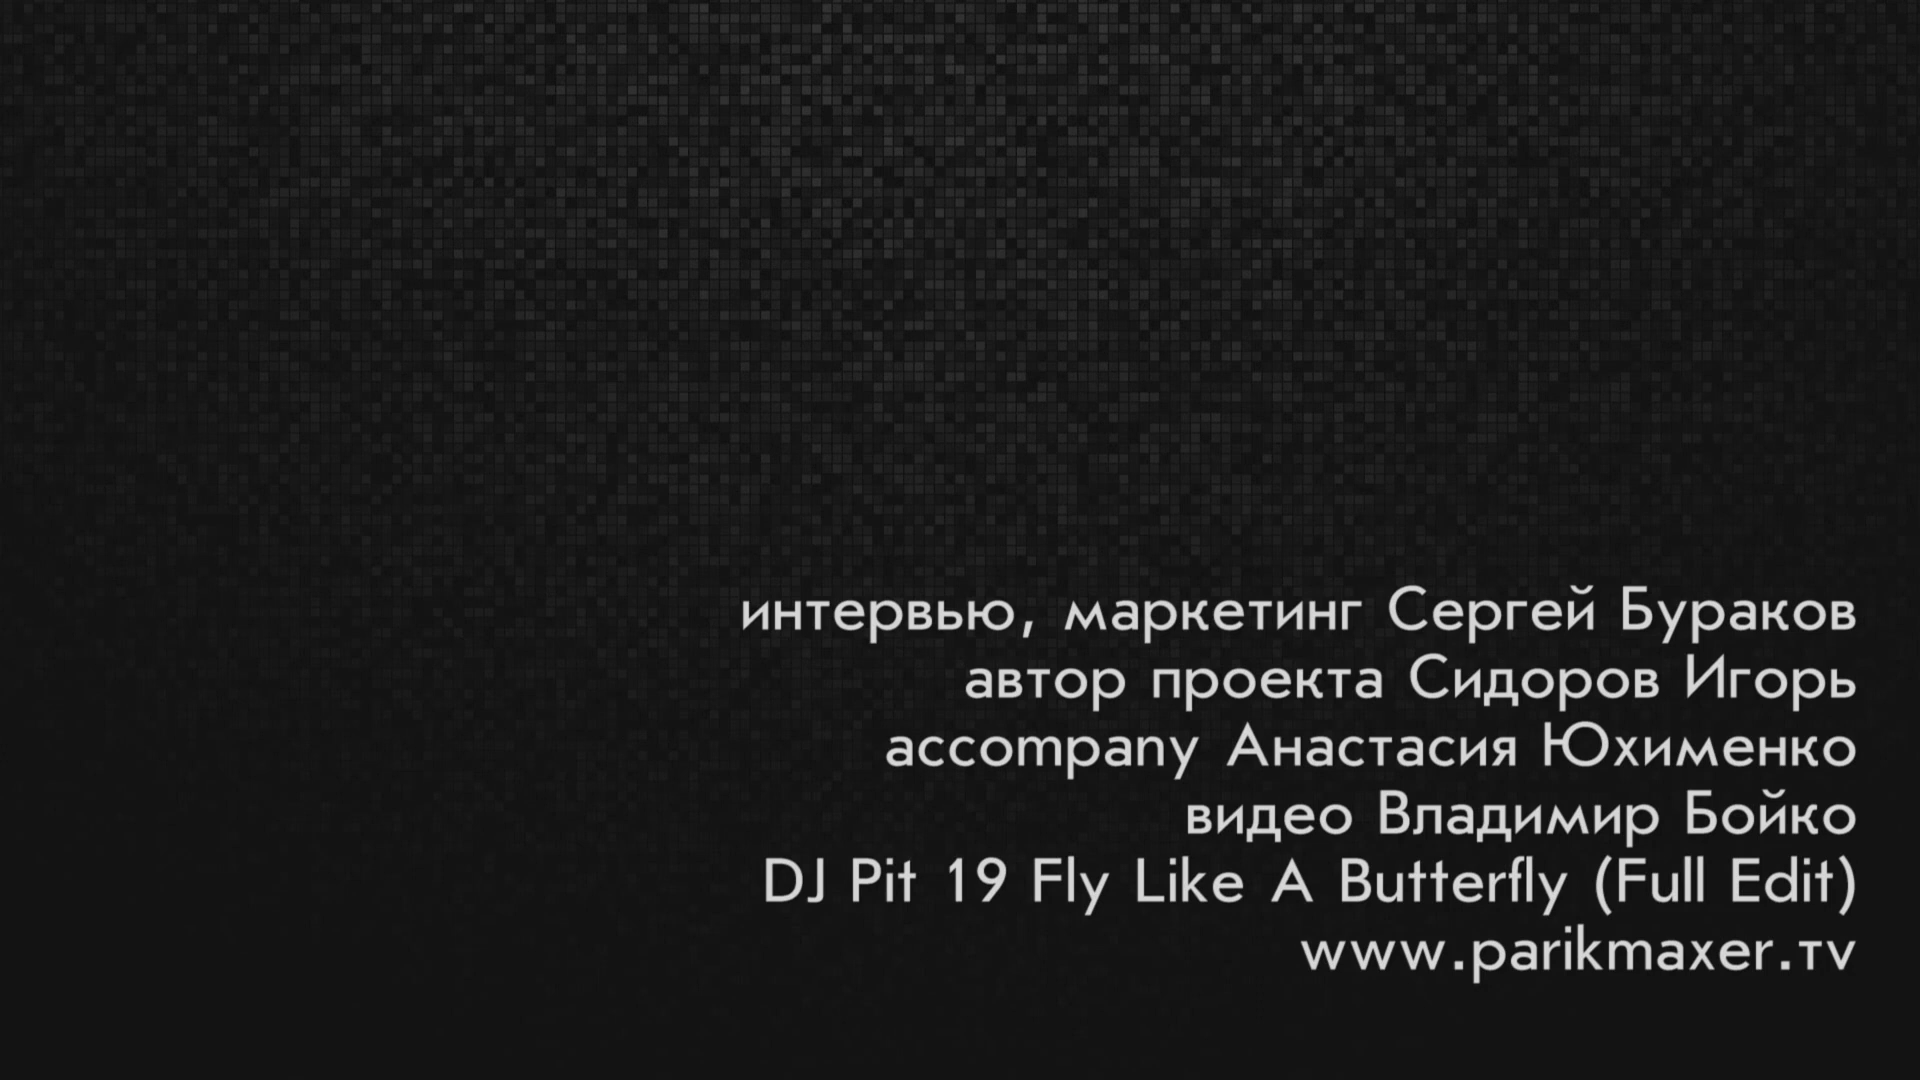 интервью, маркетинг Сергей Бураков
автор проекта Сидоров Игорь
accompany Анастасия Юхименко
видео Владимир Бойко
DJ Pit 19 Fly Like A Butterfly (Full Edit)
www.parikmaxer.тv